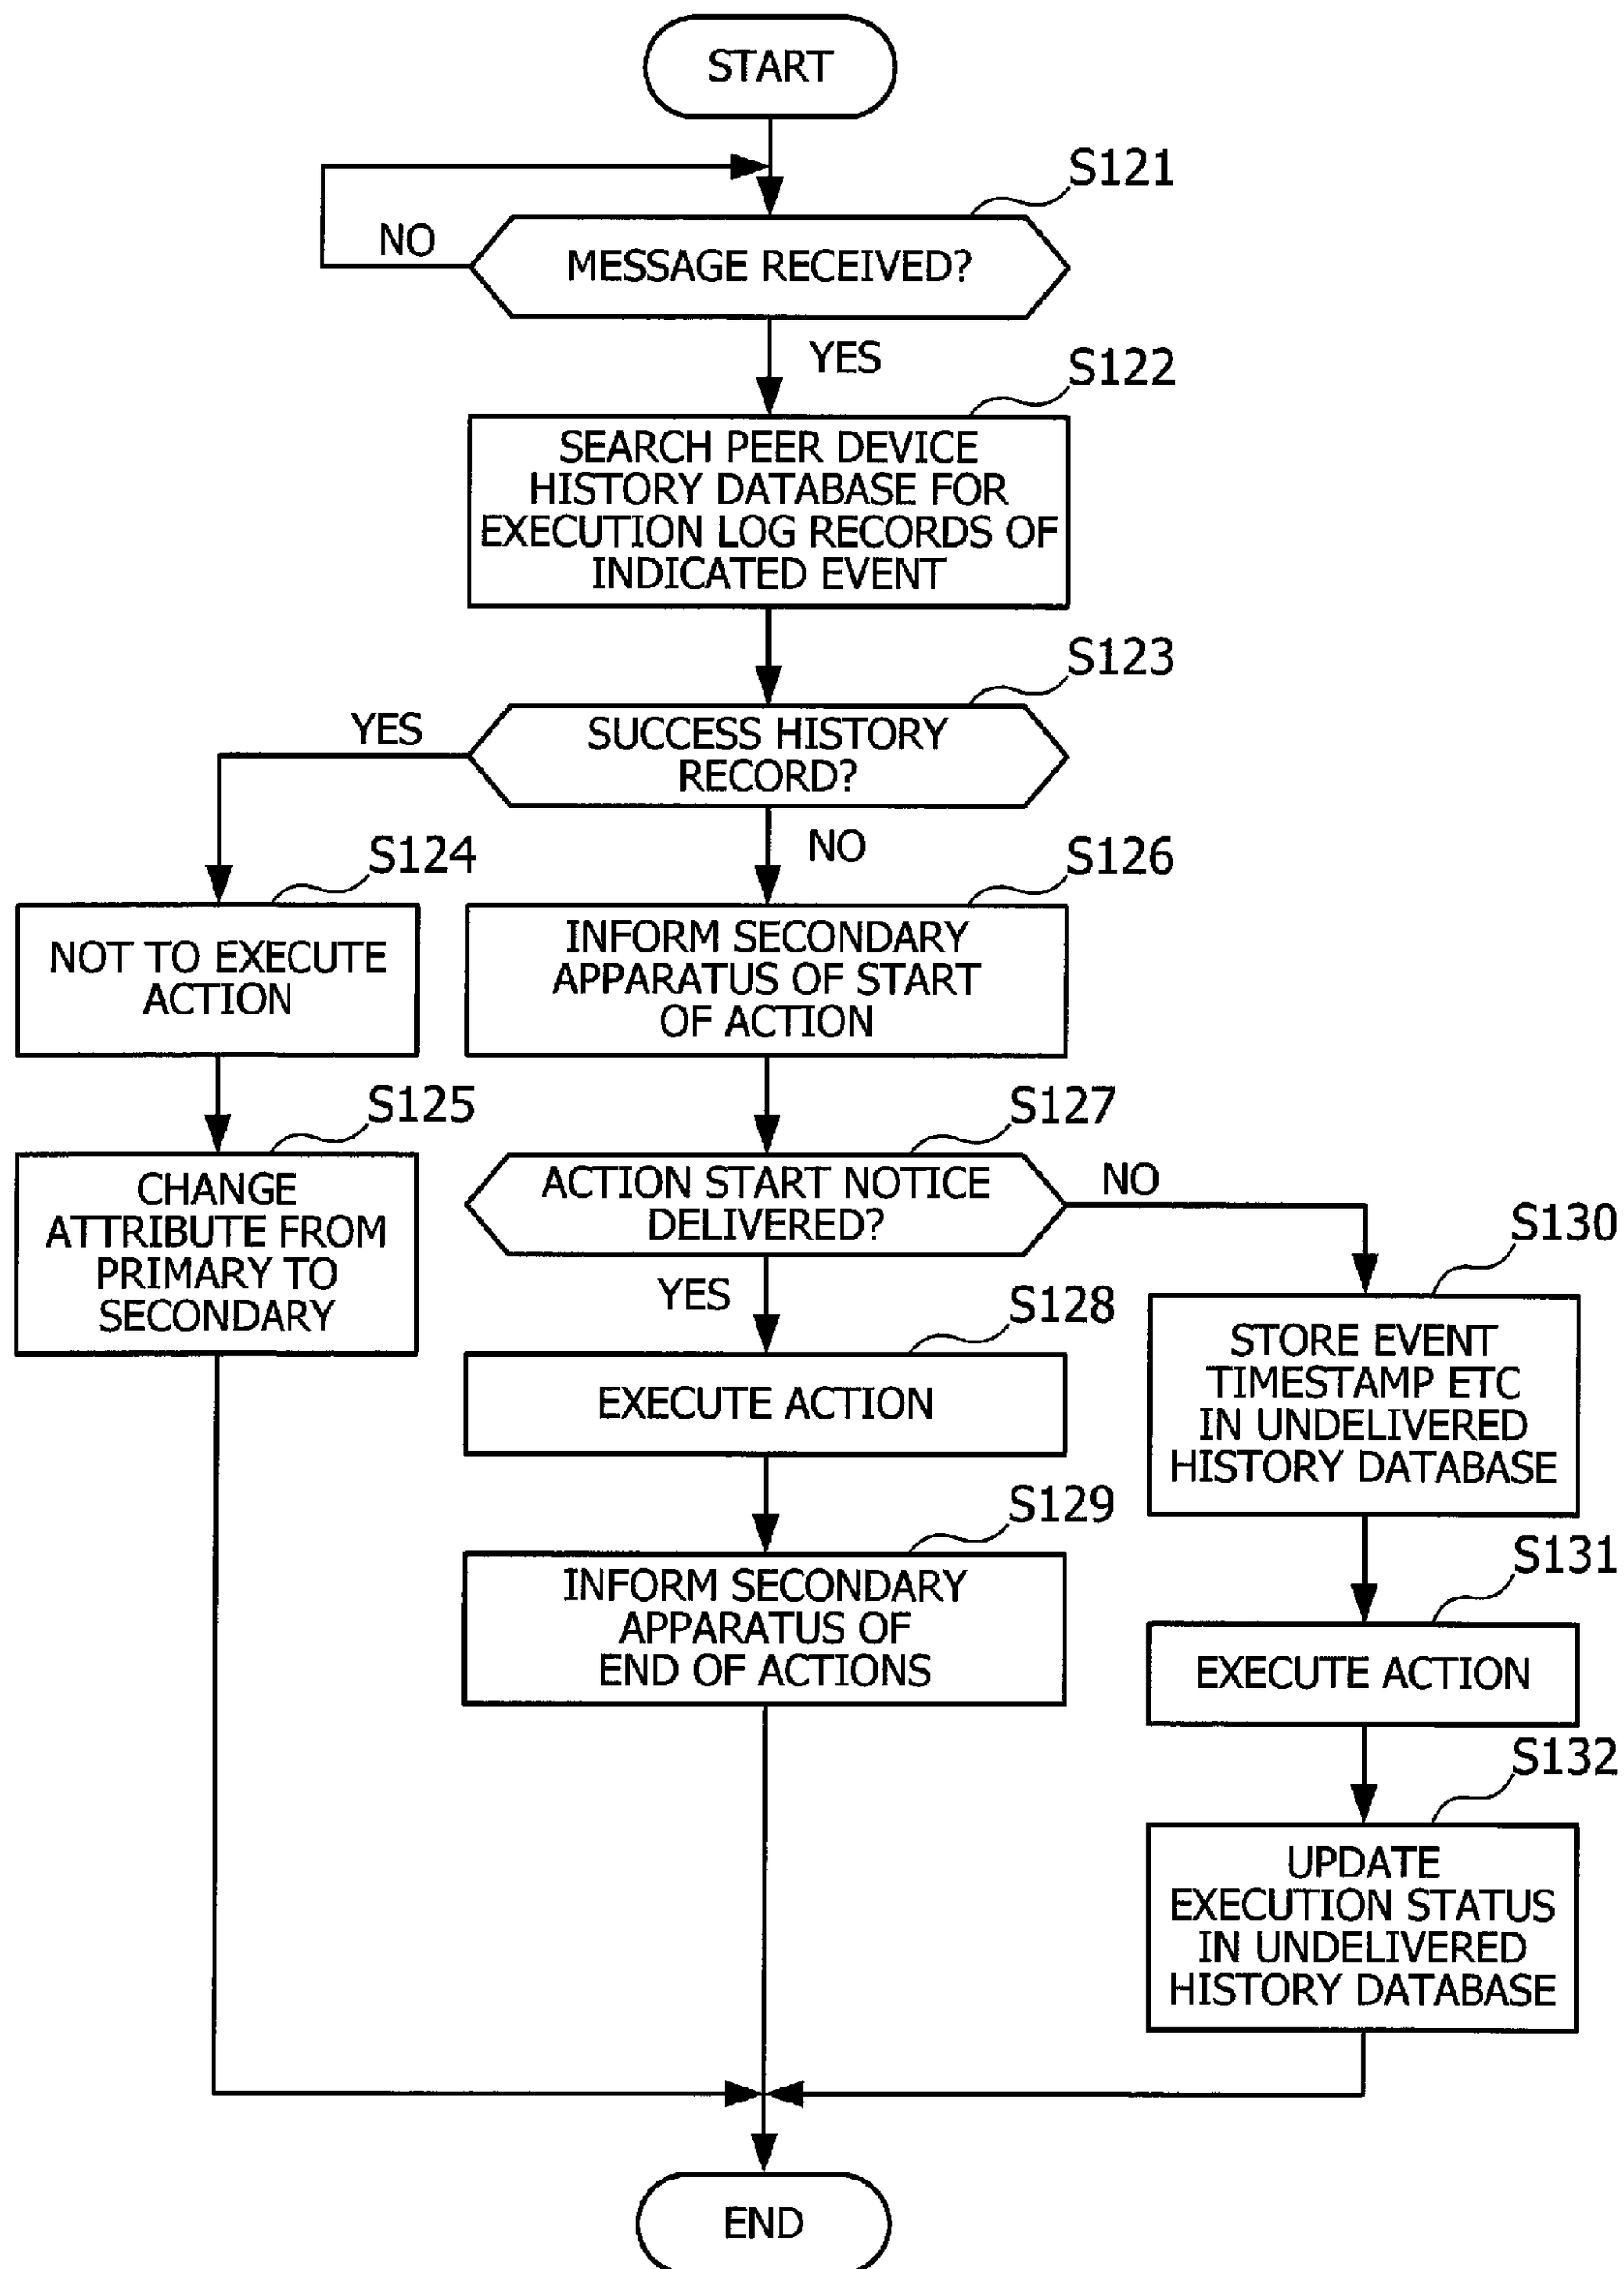 START
S121
NO
MESSAGE RECEIVED?
YES
S122
SEARCH PEER DEVICE
HISTORY DATABASE FOR
EXECUTION LOG RECORDS OF
INDICATED EVENT
S123
YES
SUCCESS HISTORY
RECORD?
NO
S124
NOT TO EXECUTE
ACTION
S126
INFORM SECONDARY
APPARATUS OF START
OF ACTION
S125
CHANGE
ATTRIBUTE FROM
PRIMARY TO
SECONDARY
S127
ACTION START NOTICE
DELIVERED?
NO
YES
S128
EXECUTE ACTION
S129
INFORM SECONDARY
APPARATUS OF
END OF ACTIONS
S130
STORE EVENT
TIMESTAMP ETC
IN UNDELIVERED
HISTORY DATABASE
S131
EXECUTE ACTION
S132
UPDATE
EXECUTION STATUS
IN UNDELIVERED
HISTORY DATABASE
END